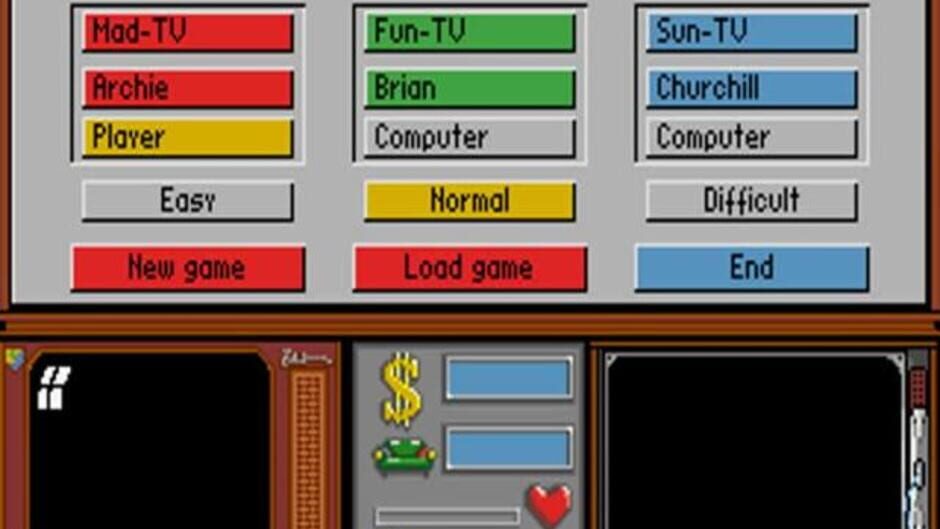 Mad-TV Fun-TV Sun-TV
Archie Brian Churchill
Player Computer Computer
Easy Normal Difficult
New game Load game End
$